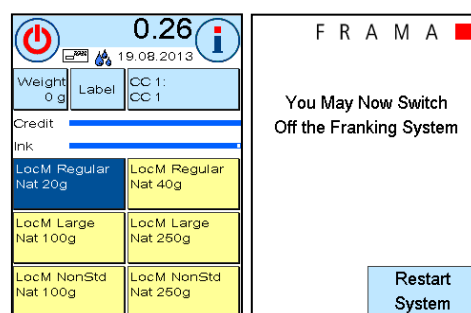 0.26
19.08.2013
Weight
0 g
Label
CC 1:
CC 1
Credit
Ink
LocM Regular
Nat 20g
LocM Regular
Nat 40g
LocM Large
Nat 100g
LocM Large
Nat 250g
LocM NonStd
Nat 100g
LocM NonStd
Nat 250g
FRAMA
You May Now Switch
Off the Franking System
Restart
System